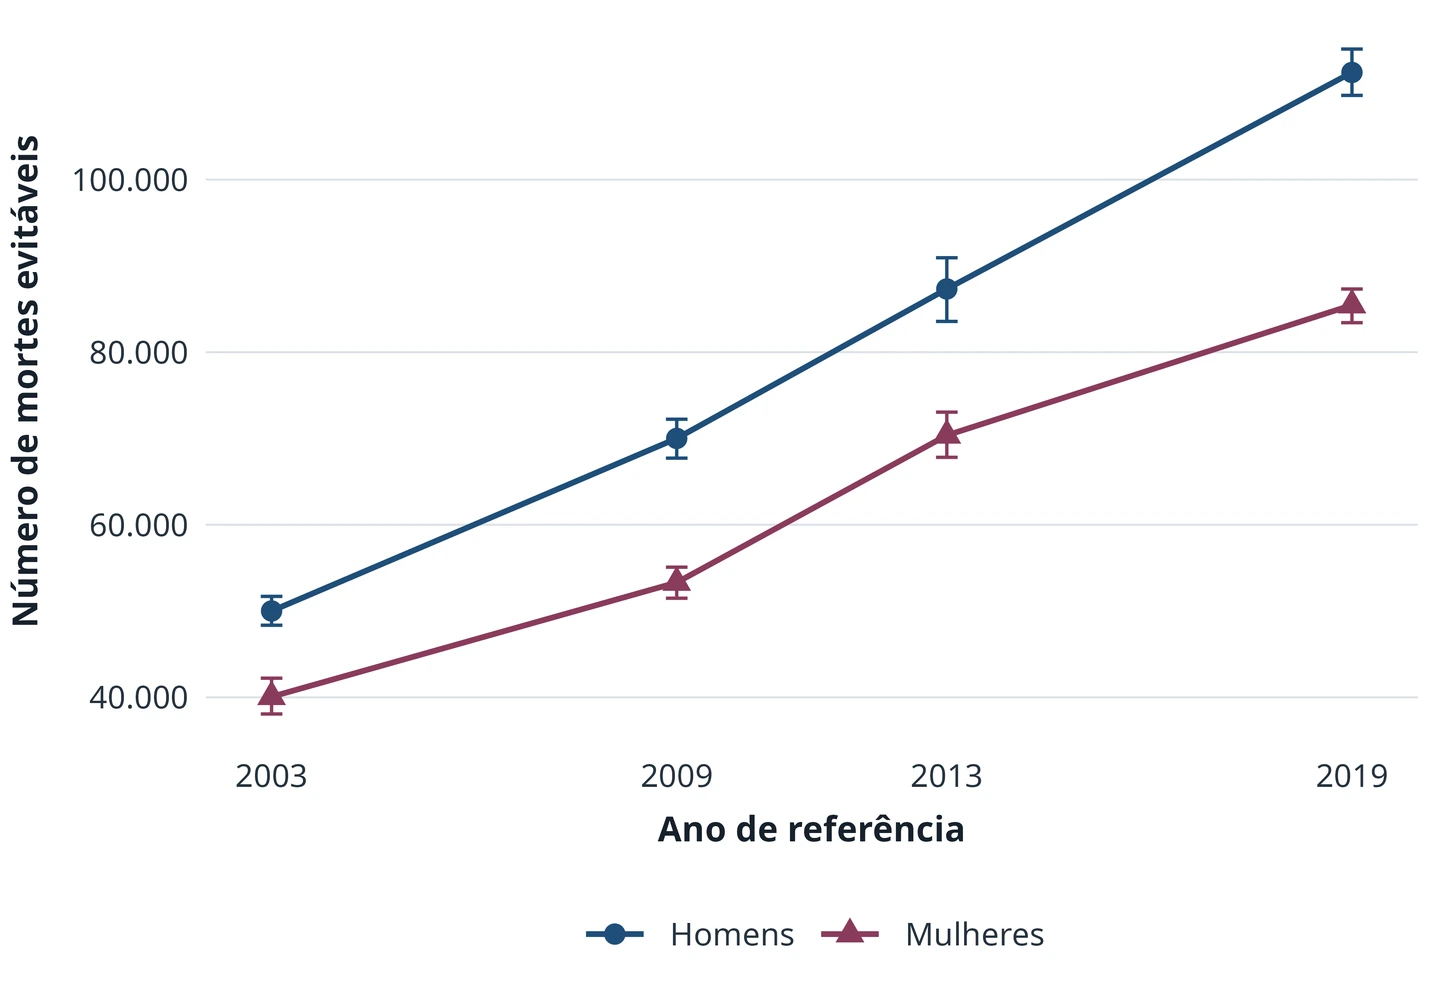 Número de mortes evitáveis
100.000
80.000
60.000
40.000
2003 2009 2013 2019
Ano de referência
Homens Mulheres